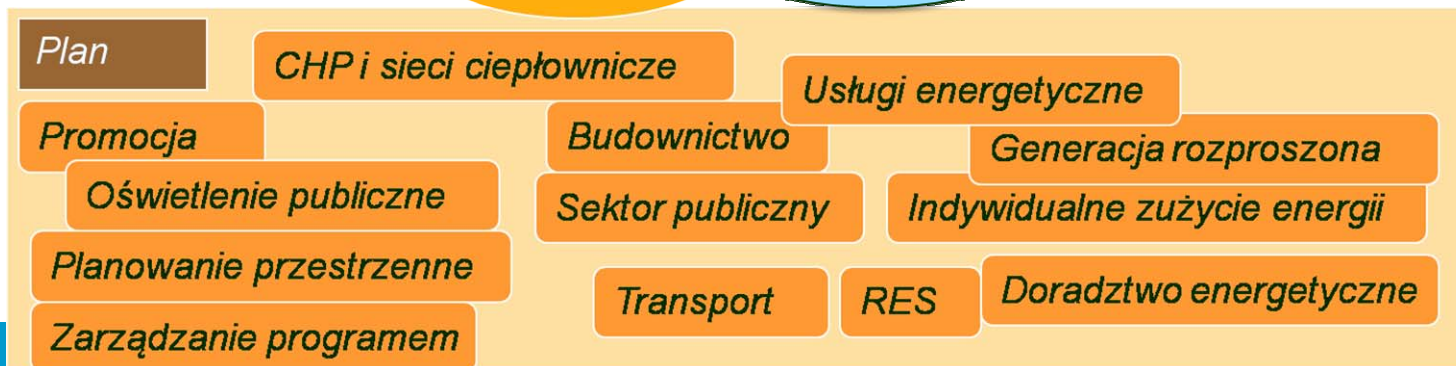 Plan
CHP i sieci ciepłownicze
Usługi energetyczne
Promocja
Budownictwo
Generacja rozproszona
Oświetlenie publiczne
Sektor publiczny
Indywidualne zużycie energii
Planowanie przestrzenne
Transport
RES
Doradztwo energetyczne
Zarządzanie programem